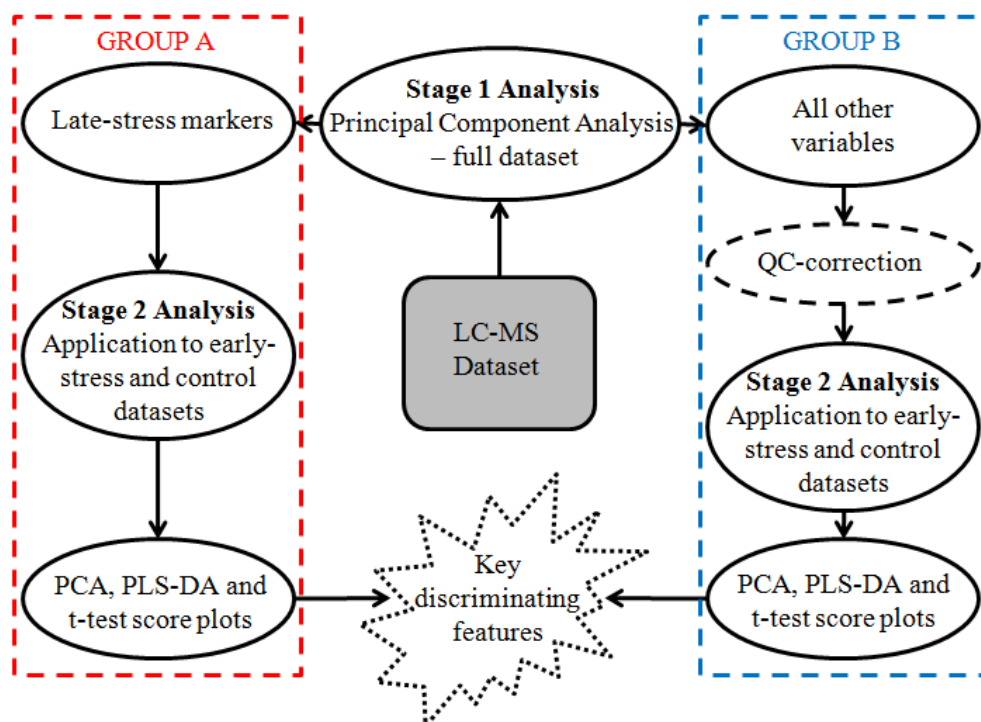 GROUP A
Late-stress markers
Stage 2 Analysis
Application to early-
stress and control
datasets
PCA, PLS-DA and
t-test score plots
Stage 1 Analysis
Principal Component Analysis
– full dataset
LC-MS
Dataset
Key
discriminating
features
GROUP B
All other
variables
QC-correction
Stage 2 Analysis
Application to early-
stress and control
datasets
PCA, PLS-DA and
t-test score plots